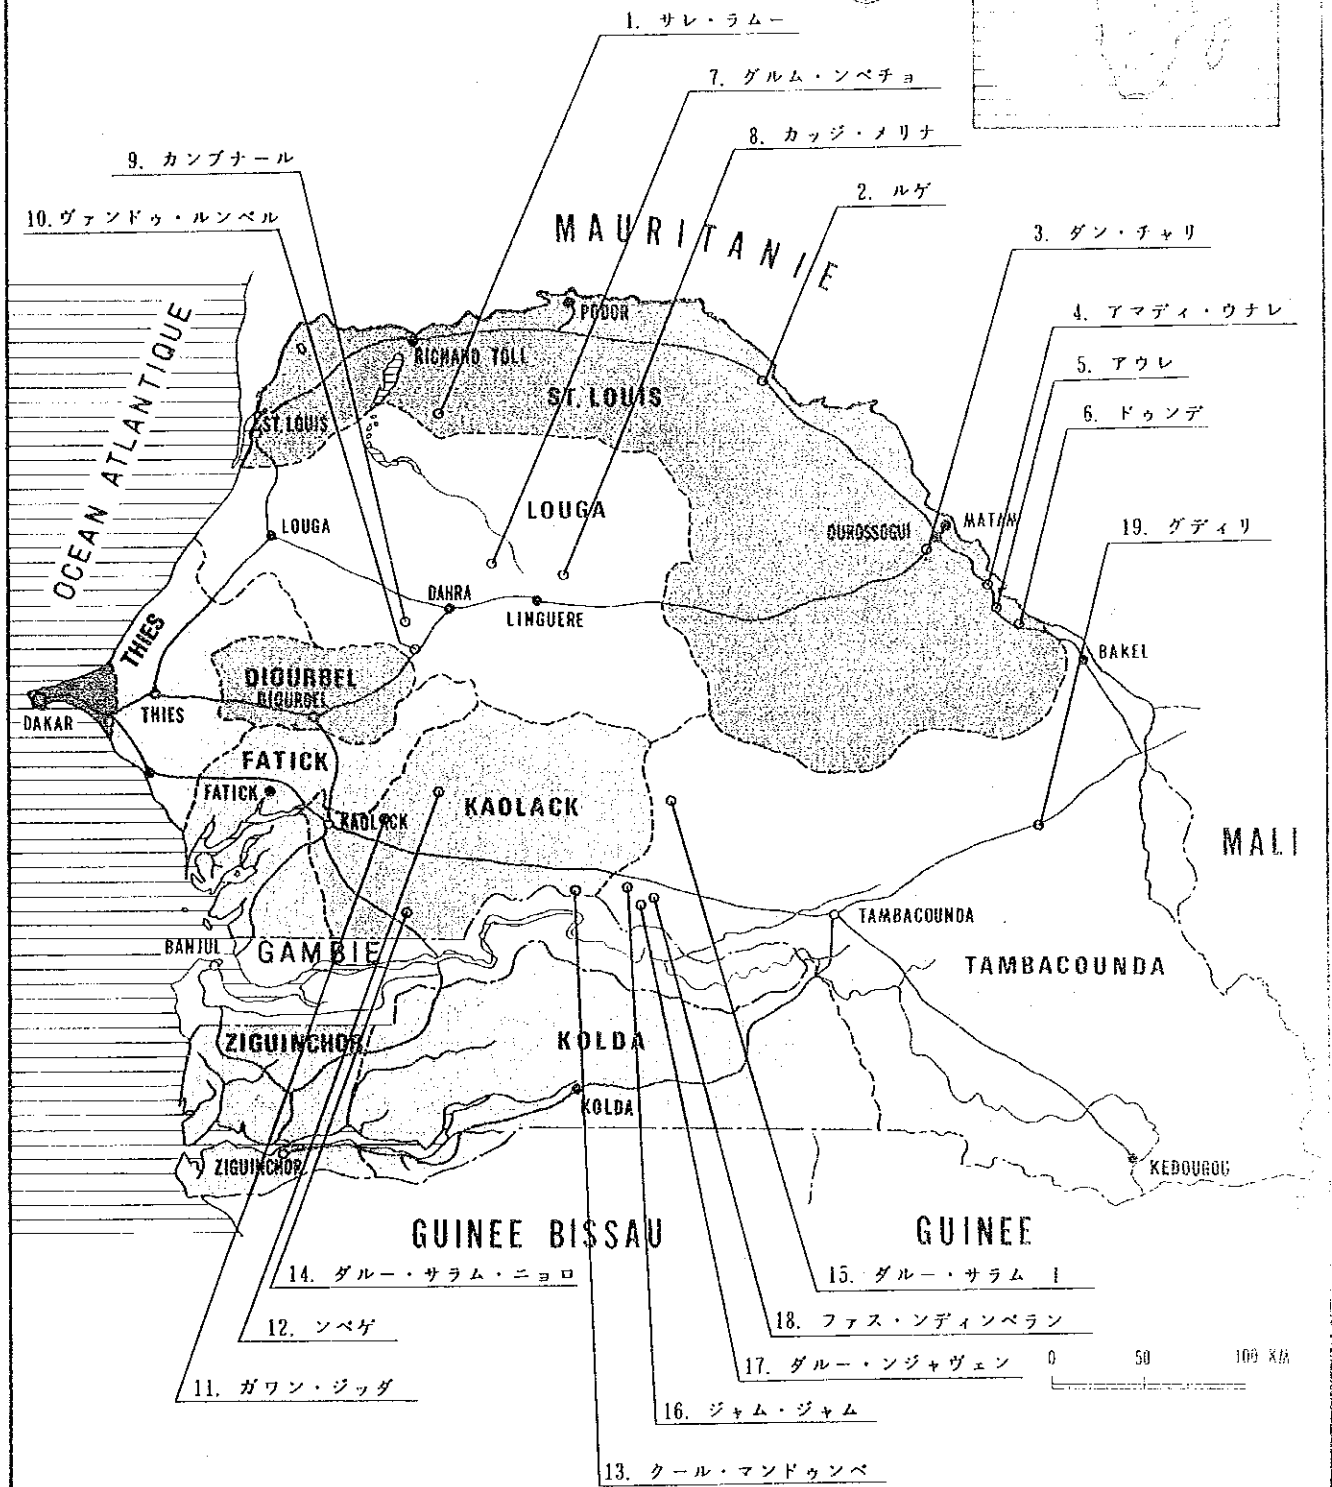 1. サレ・ラムー
7. グルム・ンベチョ
8. カッジ・メリナ
9. カンブナール
2. ルゲ
10. ヴァンドゥ・ルンベル
MAURITANIE
3. ダン・チャリ
4. アマディ・ウナレ
5. アウレ
6. ドゥンデ
19. グディリ
OCEAN ATLANTIQUE
PODOR
RICHARD TOLL
ST. LOUIS
ST. LOUIS
LOUGA
LOUGA
OUROSSOGUI
MATAM
DAHRA
LINGUERE
BAKEL
THIES
DIOURBEL
DIOURBEL
DAKAR
THIES
FATICK
FATICK
KAOLACK
KAOLACK
MALI
TAMBACOUNDA
BANJUL
GAMBIE
TAMBACOUNDA
ZIGUINCHOR
KOLDA
KOLDA
ZIGUINCHOR
KEDOUGOU
GUINEE BISSAU
GUINEE
14. ダルー・サラム・ニョロ
15. ダルー・サラム 1
12. ンベゲ
18. ファス・ンディンベラン
17. ダルー・ンジャヴェン
0 50 100 KM
11. ガワン・ジッダ
16. ジャム・ジャム
13. クール・マンドゥンベ